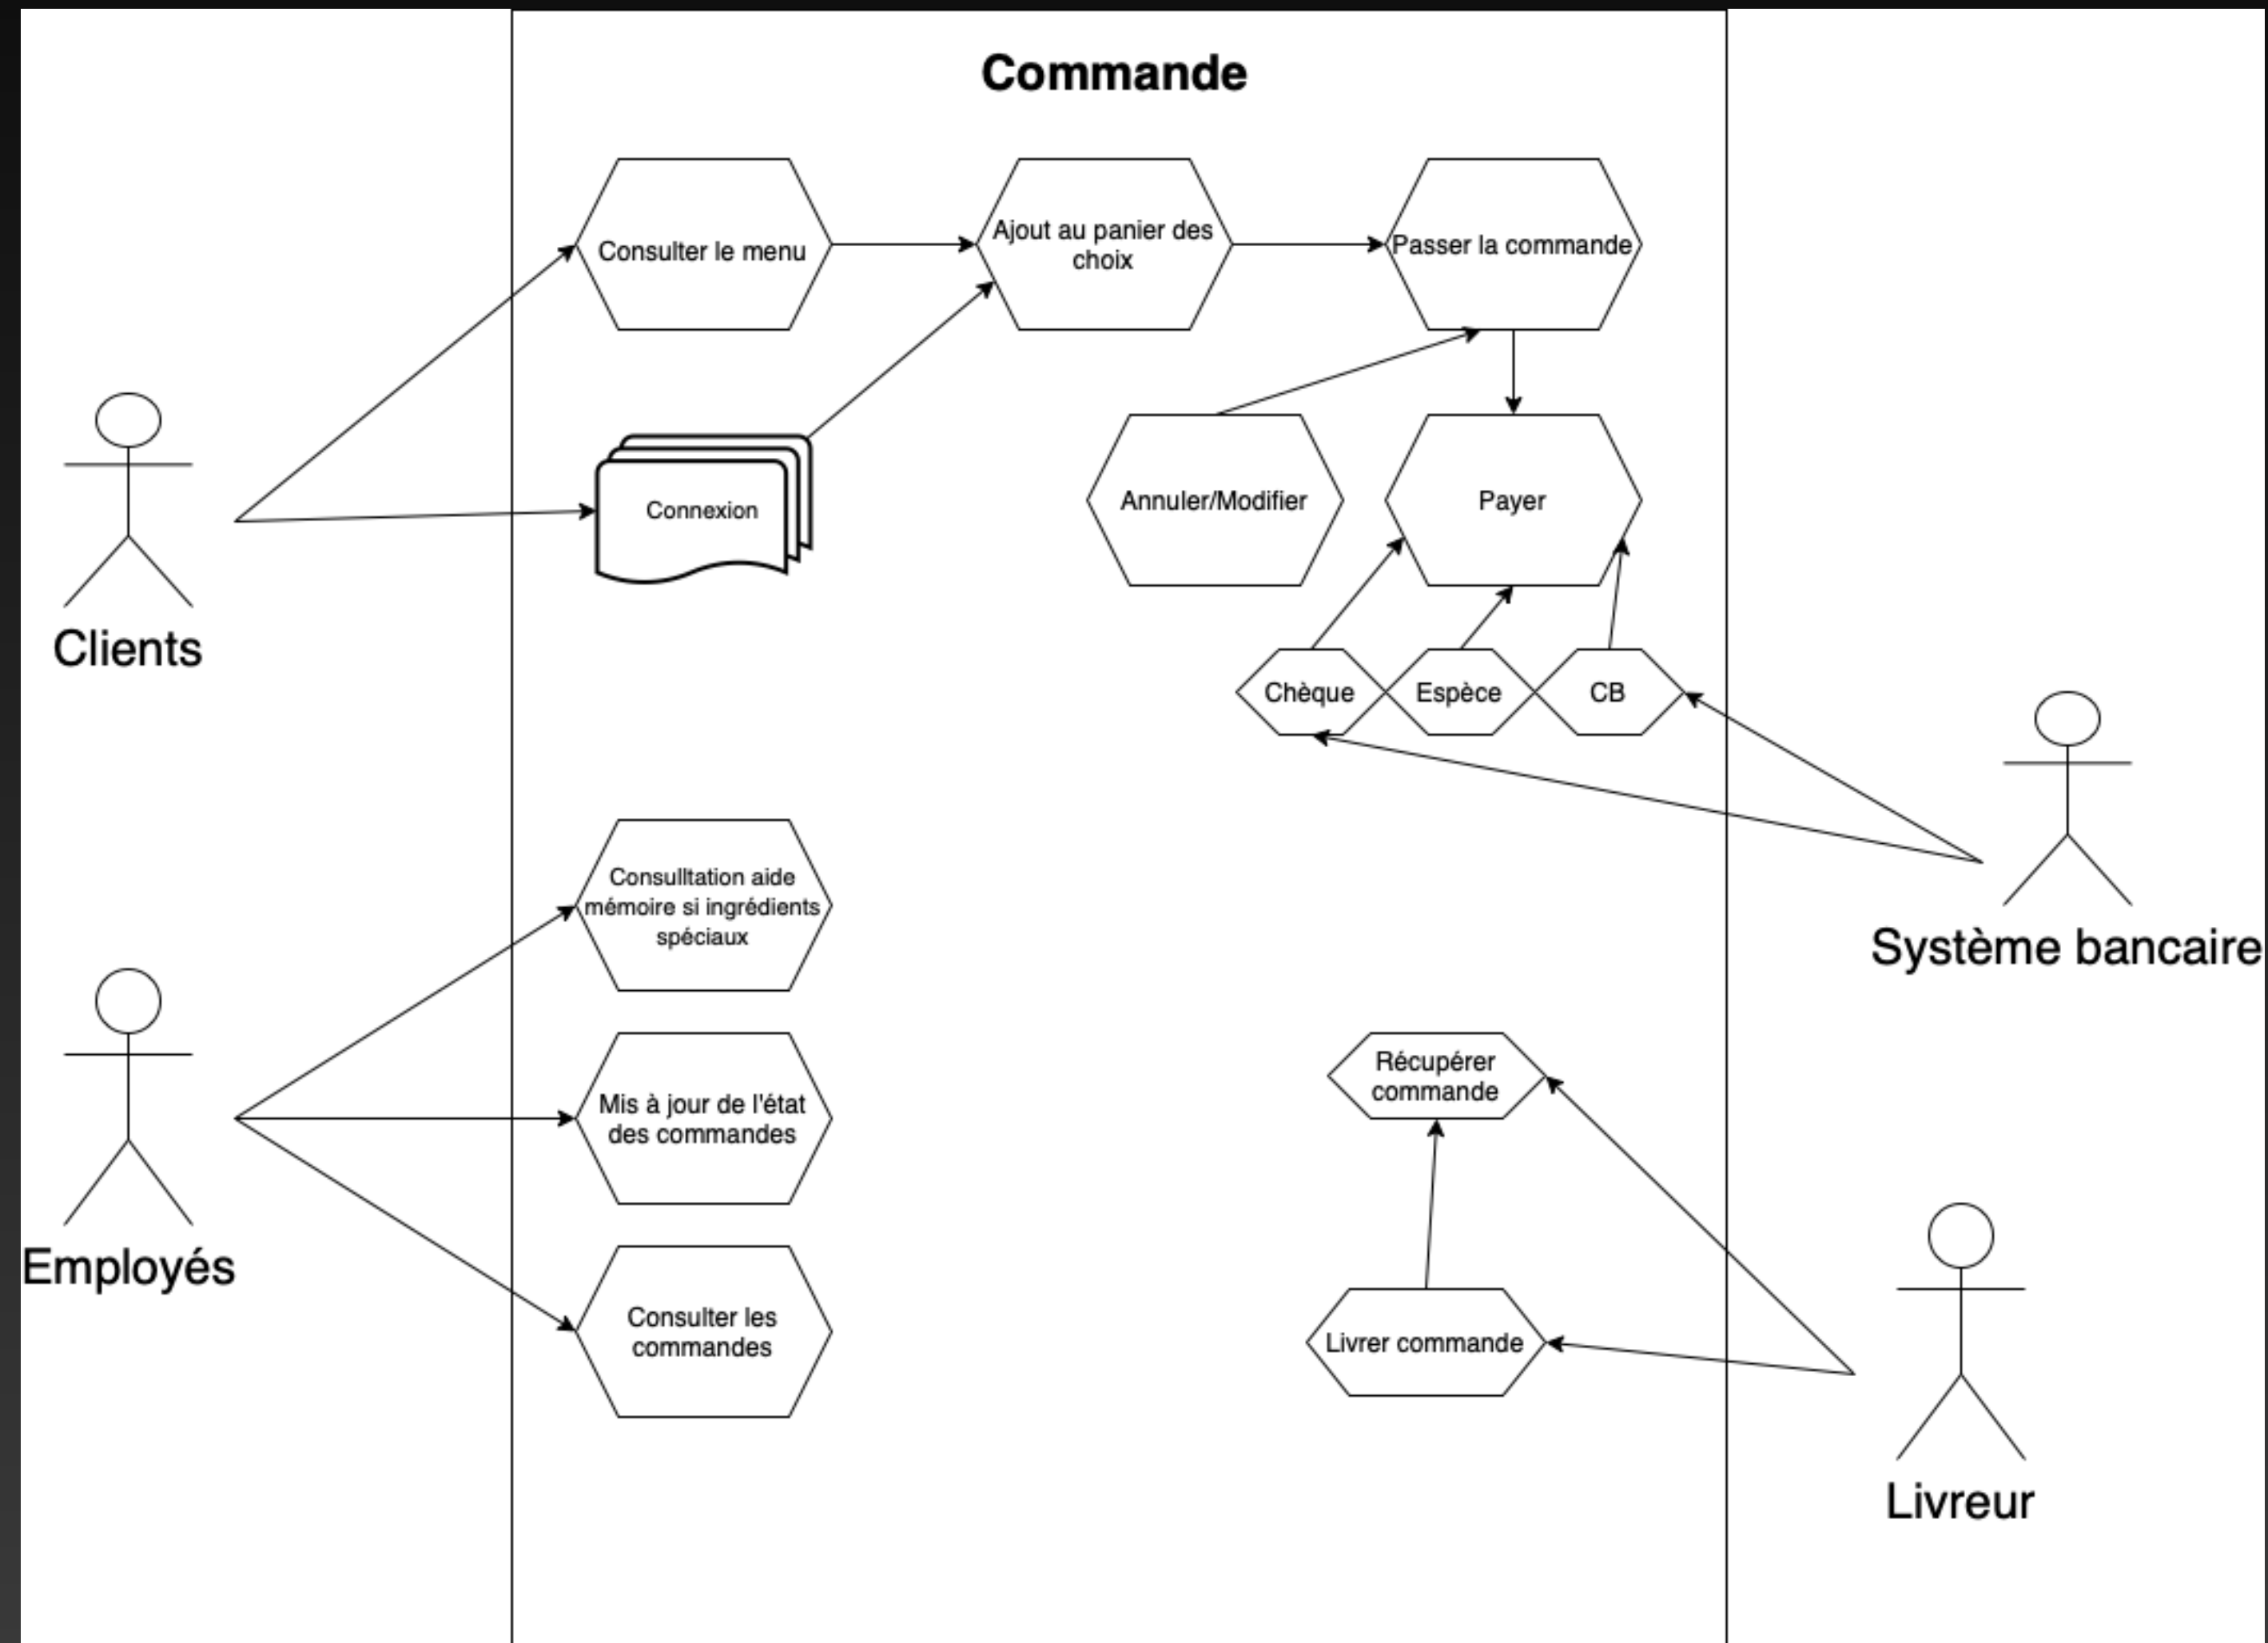 Commande
Consulter le menu
Ajout au panier des
choix
Passer la commande
Connexion
Annuler/Modifier
Payer
Clients
Chèque
Espèce
CB
Consulltation aide
mémoire si ingrédients
spéciaux
Système bancaire
Mis à jour de l'état
des commandes
Récupérer
commande
Employés
Consulter les
commandes
Livrer commande
Livreur